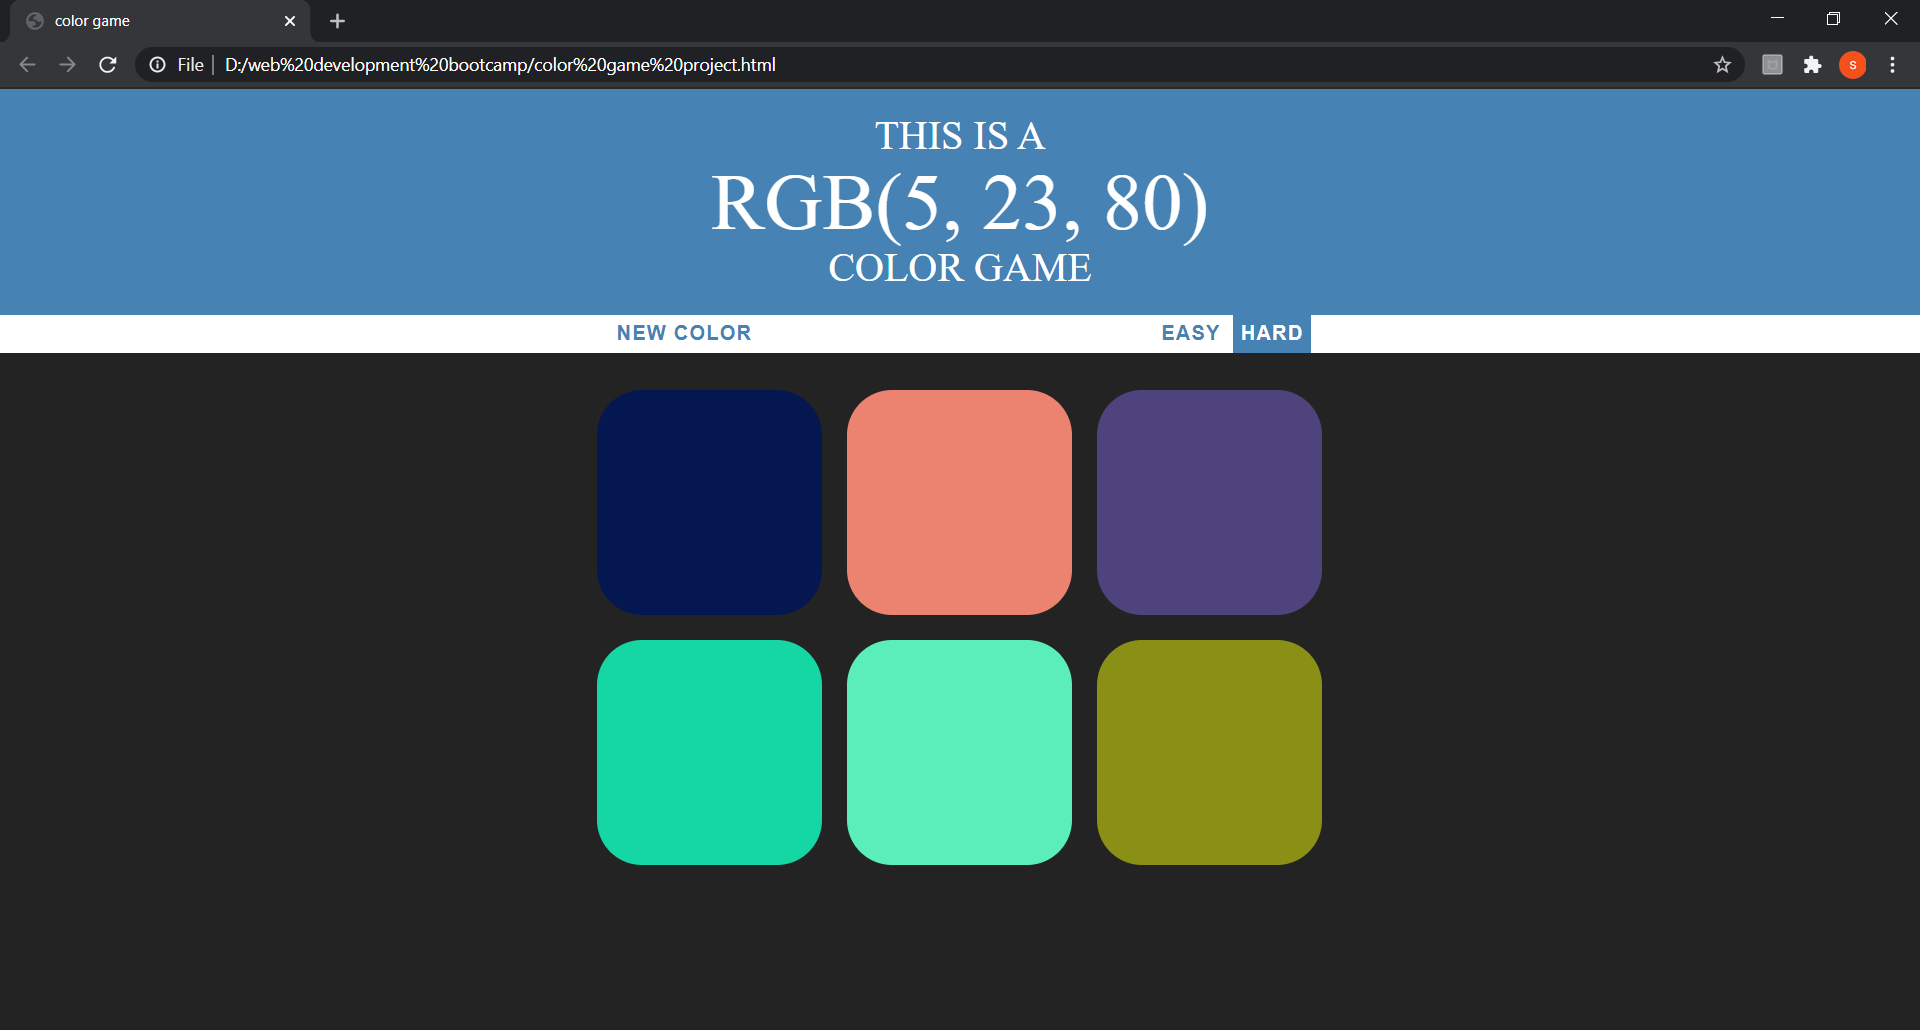 color game
File
D:/web%20development%20bootcamp/color%20game%20project.html
s
THIS IS A
RGB(5, 23, 80)
COLOR GAME
NEW COLOR
EASY
HARD